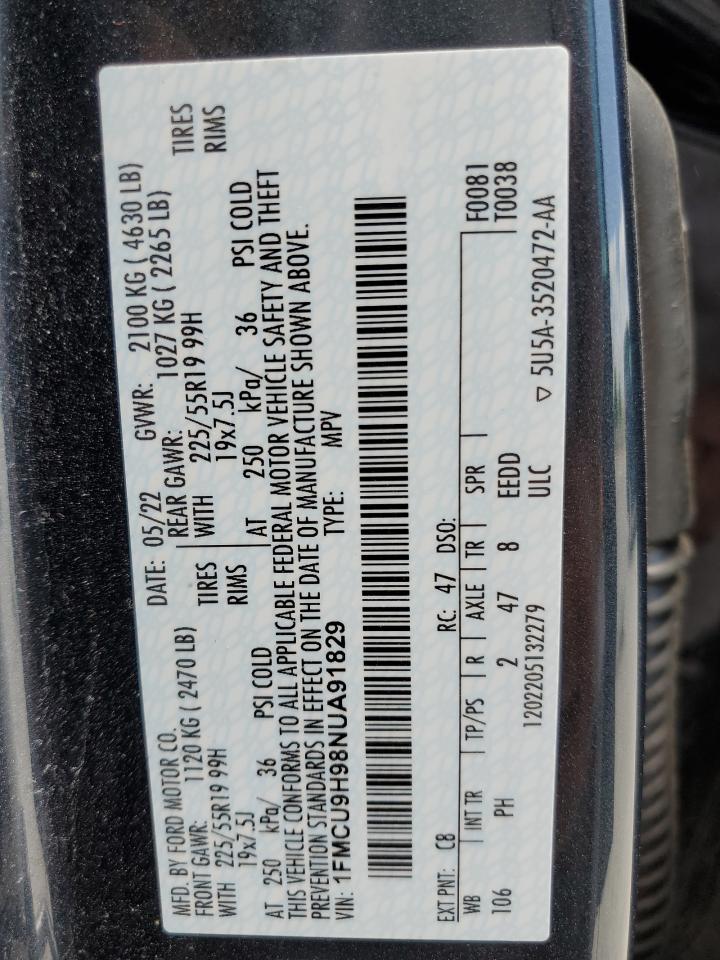 MFD. BY FORD MOTOR CO.
DATE: 05/22 GVWR: 2100 KG ( 4630 LB)
FRONT GAWR: 1120 KG ( 2470 LB) REAR GAWR: 1027 KG ( 2265 LB)
WITH 225/55R19 99H TIRES WITH 225/55R19 99H TIRES
19x7.5J RIMS 19x7.5J RIMS
AT 250 kPa/ 36 PSI COLD AT 250 kPa/ 36 PSI COLD
THIS VEHICLE CONFORMS TO ALL APPLICABLE FEDERAL MOTOR VEHICLE SAFETY AND THEFT
PREVENTION STANDARDS IN EFFECT ON THE DATE OF MANUFACTURE SHOWN ABOVE.
VIN: 1FMCU9H98NUA91829 TYPE: MPV
EXT PNT: C8 RC: 47 DSO:
WB INT TR TP/PS R AXLE TR SPR F0081
106 PH 2 47 8 EEDD T0038
1202205132279 ULC ▽ 5U5A-3520472-AA